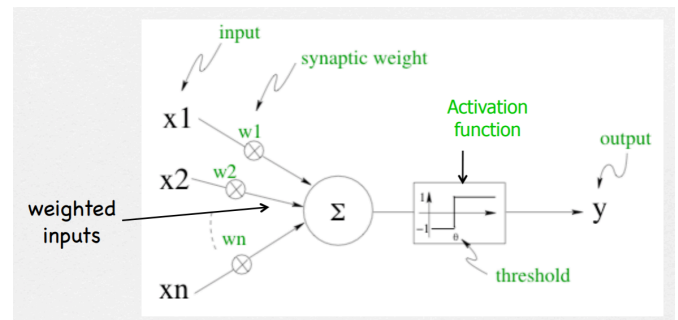 input
synaptic weight
x1
w1
Activation
function
output
x2
w2
weighted
inputs
Σ
1
-1
θ
y
wn
threshold
xn